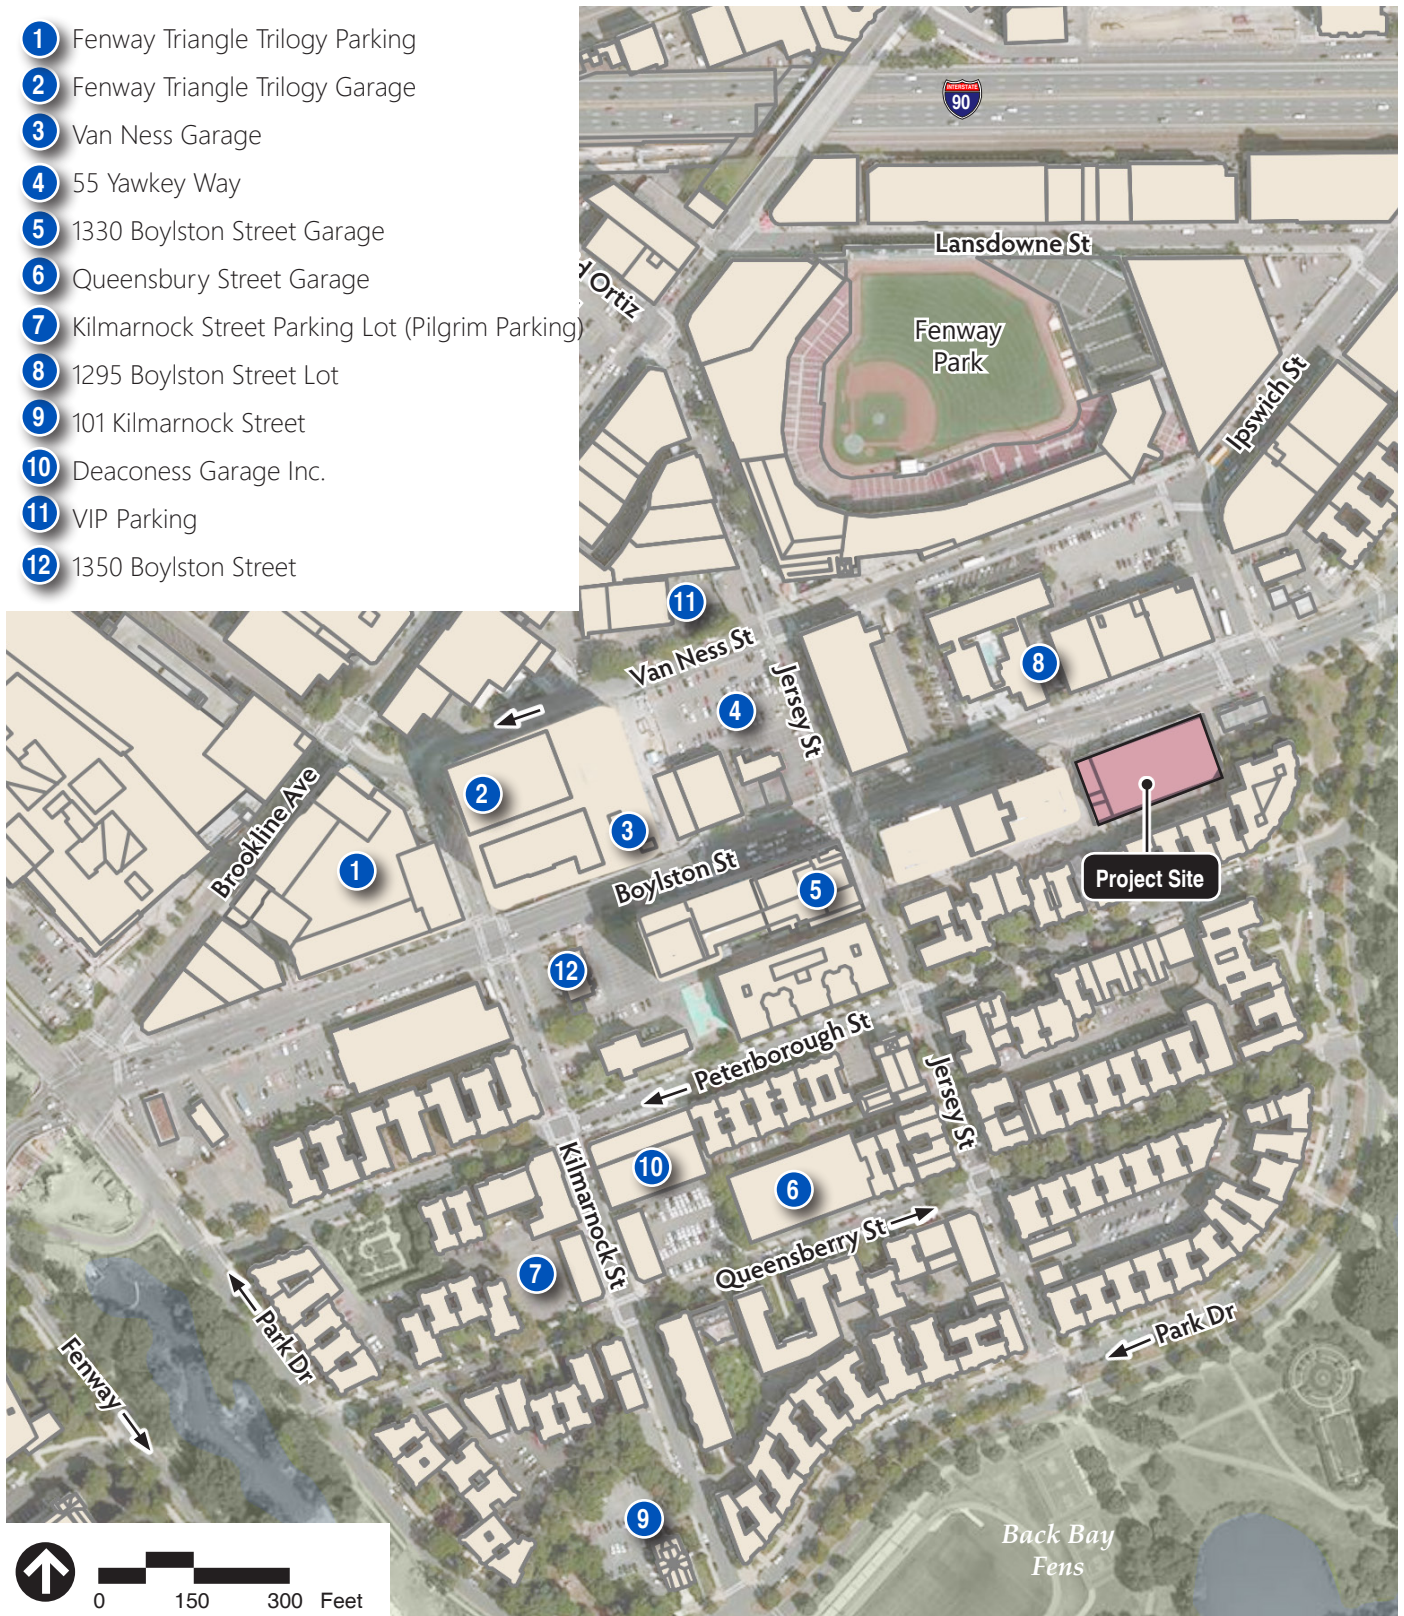 1 Fenway Triangle Trilogy Parking
2 Fenway Triangle Trilogy Garage
3 Van Ness Garage
4 55 Yawkey Way
5 1330 Boylston Street Garage
6 Queensbury Street Garage
7 Kilmarnock Street Parking Lot (Pilgrim Parking)
8 1295 Boylston Street Lot
9 101 Kilmarnock Street
10 Deaconess Garage Inc.
11 VIP Parking
12 1350 Boylston Street
INTERSTATE
90
Lansdowne St
d Ortiz
Fenway
Park
Ipswich St
11
Van Ness St
8
Jersey St
4
2
Brookline Ave
3
1
Boylston St
5
Project Site
12
Peterborough St
Jersey St
Kilmarnock St
10
6
Queensberry St
7
Park Dr
Park Dr
Fenway
9
Back Bay
Fens
0 150 300 Feet